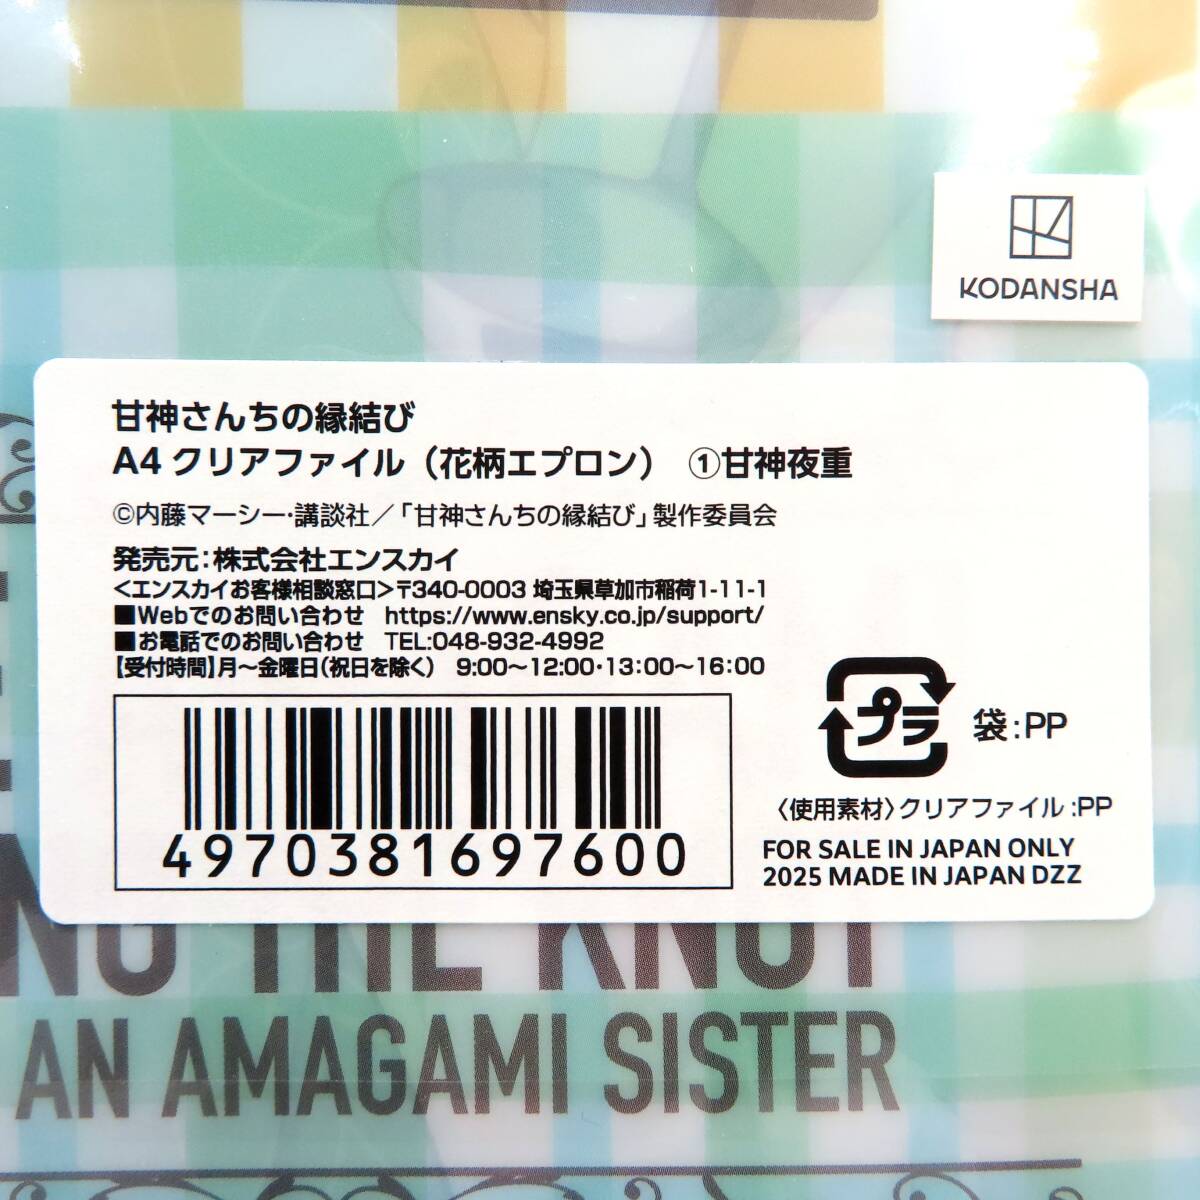 KODANSHA
甘神さんちの縁結び
A4 クリアファイル（花柄エプロン） ①甘神夜重
©内藤マーシー・講談社／「甘神さんちの縁結び」製作委員会
発売元：株式会社エンスカイ
＜エンスカイお客様相談窓口＞〒340-0003 埼玉県草加市稲荷1-11-1
■Webでのお問い合わせ https://www.ensky.co.jp/support/
■お電話でのお問い合わせ TEL:048-932-4992
【受付時間】月～金曜日（祝日を除く） 9:00～12:00・13:00～16:00
4970381697600
プラ
袋：PP
〈使用素材〉クリアファイル：PP
FOR SALE IN JAPAN ONLY
2025 MADE IN JAPAN DZZ
THE KNOT
AN AMAGAMI SISTER